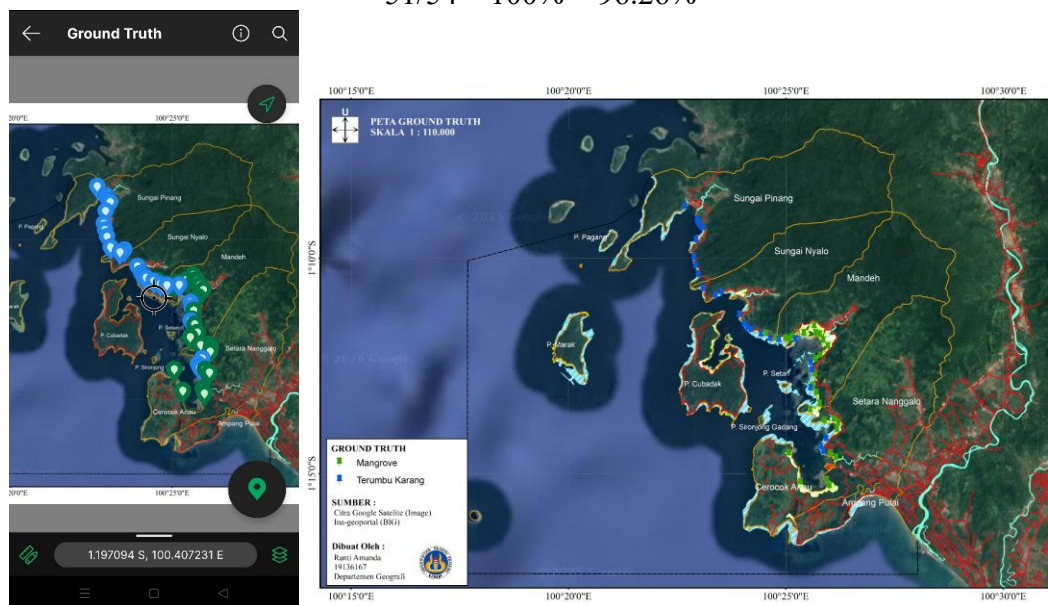 Ground Truth
20'0"E
100°25'0"E
Sungai Pinang
P. Pagang
Sungai Nyalo
Mandeh
P. Cubadak
P. Setan
P. Sironjong
Setara Nanggalo
Cerocok Anau
Ampang Pulai
20'0"E
100°25'0"E
1.197094 S, 100.407231 E
100°15'0"E
100°20'0"E
100°25'0"E
100°30'0"E
U
PETA GROUND TRUTH
SKALA 1 : 110.000
Sungai Pinang
P. Pagang
Sungai Nyalo
1°10'0"S
Mandeh
P. Marak
P. Cubadak
P. Setan
Setara Nanggalo
P. Sironjong Gadang
1°15'0"S
Cerocok Anau
Ampang Pulai
GROUND TRUTH
Mangrove
Terumbu Karang
SUMBER :
Citra Google Satelite (Image)
Ina-geoportal (BIG)
Dibuat Oleh :
Ranti Amanda
19136167
Departemen Geografi
100°15'0"E
100°20'0"E
100°25'0"E
100°30'0"E